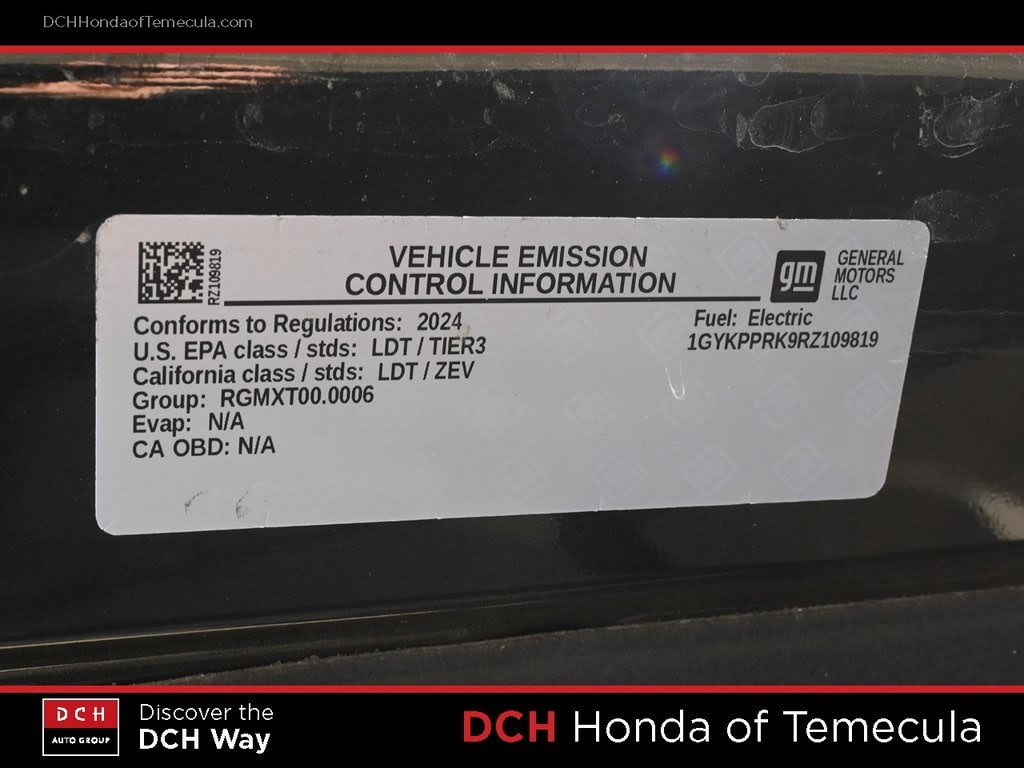 DCHHondaofTemecula.com
RZ109819
VEHICLE EMISSION
CONTROL INFORMATION
gm
GENERAL
MOTORS
LLC
Conforms to Regulations: 2024
U.S. EPA class / stds: LDT / TIER3
California class / stds: LDT / ZEV
Group: RGMXT00.0006
Evap: N/A
CA OBD: N/A
Fuel: Electric
1GYKPPRK9RZ109819
DCH
AUTO GROUP
Discover the
DCH Way
DCH Honda of Temecula